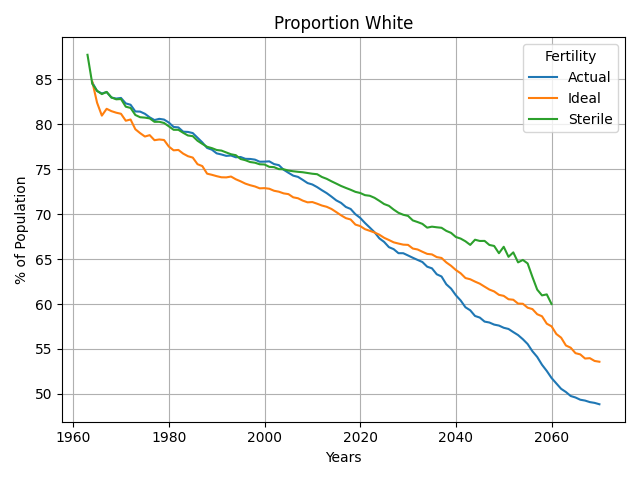 Proportion White
Fertility
Actual
Ideal
Sterile
% of Population
85
80
75
70
65
60
55
50
1960
1980
2000
2020
2040
2060
Years